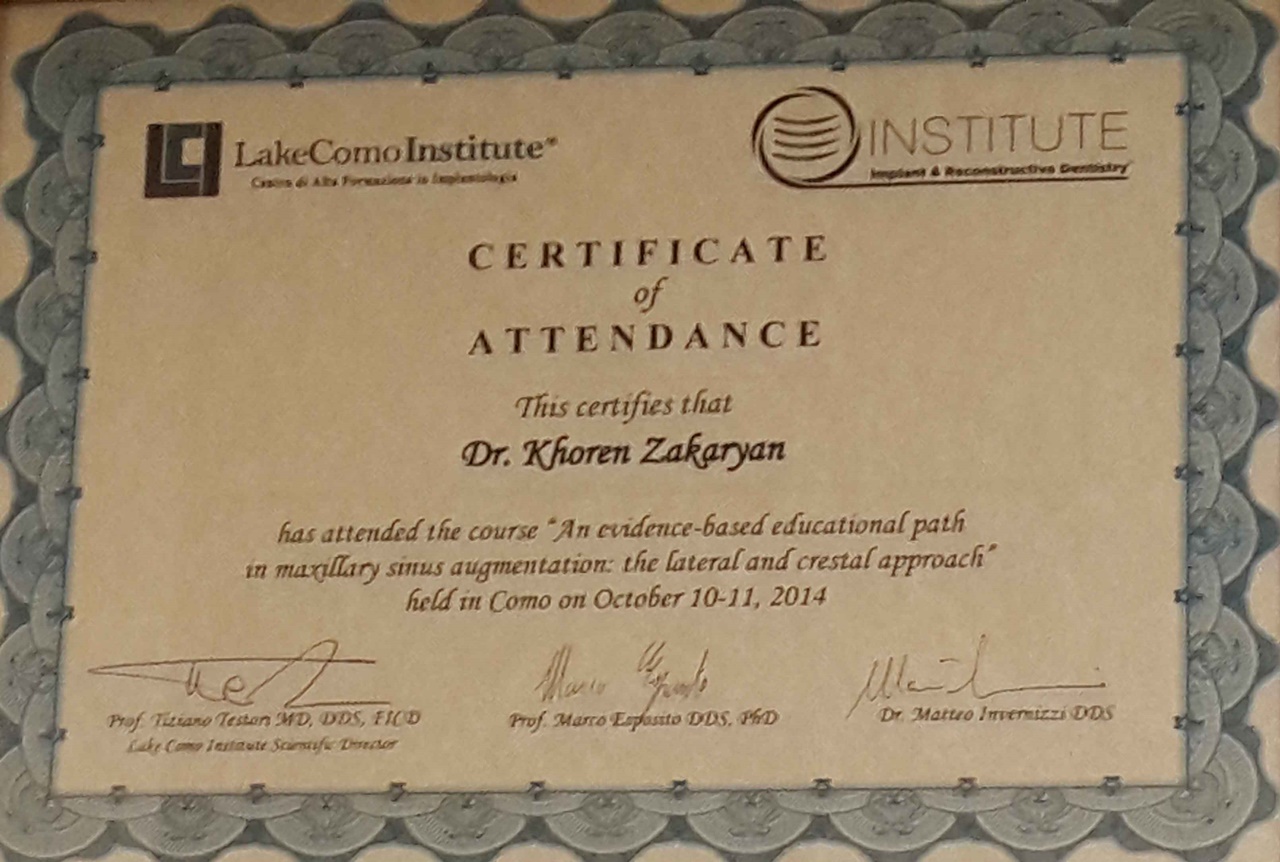 LakeComoInstitute™
Centro di Alta Formazione in Implantologia
INSTITUTE
Implant & Reconstructive Dentistry
CERTIFICATE
of
ATTENDANCE
This certifies that
Dr. Khoren Zakaryan
has attended the course “An evidence-based educational path
in maxillary sinus augmentation: the lateral and crestal approach”
held in Como on October 10-11, 2014
Marco Esposito
Prof. Tiziano Testori MD, DDS, FICD
Prof. Marco Esposito DDS, PhD
Dr. Matteo Invernizzi DDS
Lake Como Institute Scientific Director